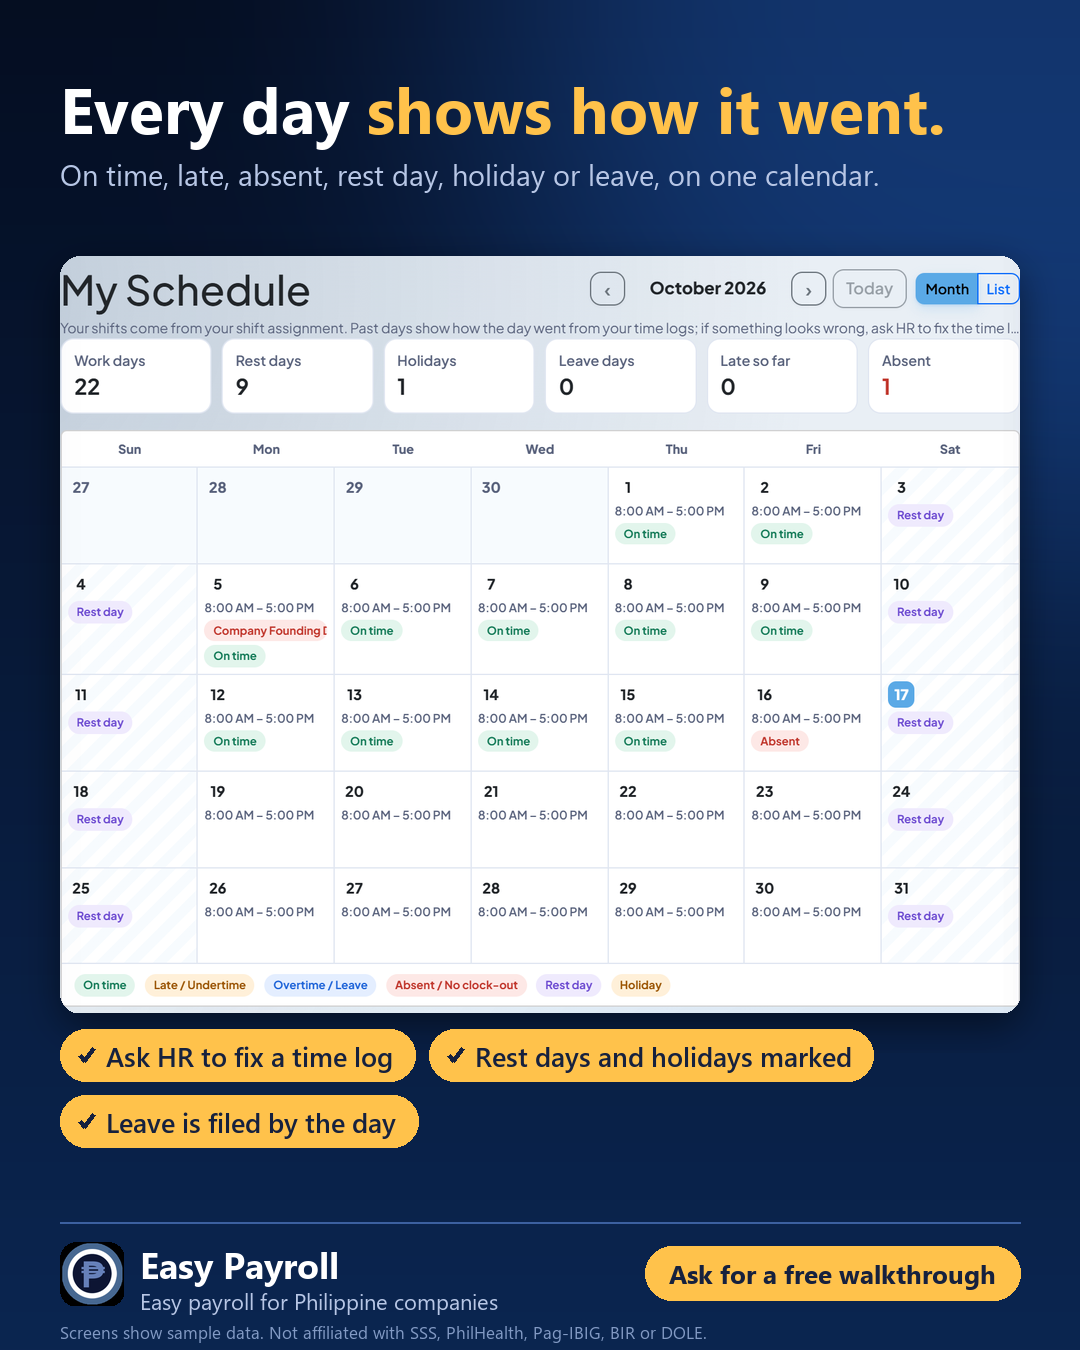 Every day shows how it went.
On time, late, absent, rest day, holiday or leave, on one calendar.
My Schedule
‹ October 2026 › Today Month List
Your shifts come from your shift assignment. Past days show how the day went from your time logs; if something looks wrong, ask HR to fix the time l...
Work days Rest days Holidays Leave days Late so far Absent
22 9 1 0 0 1
Sun Mon Tue Wed Thu Fri Sat
27 28 29 30 1 2 3
8:00 AM – 5:00 PM 8:00 AM – 5:00 PM Rest day
On time On time
4 5 6 7 8 9 10
Rest day 8:00 AM – 5:00 PM 8:00 AM – 5:00 PM 8:00 AM – 5:00 PM 8:00 AM – 5:00 PM 8:00 AM – 5:00 PM Rest day
Company Founding D On time On time On time On time
On time
11 12 13 14 15 16 17
Rest day 8:00 AM – 5:00 PM 8:00 AM – 5:00 PM 8:00 AM – 5:00 PM 8:00 AM – 5:00 PM 8:00 AM – 5:00 PM Rest day
On time On time On time On time Absent
18 19 20 21 22 23 24
Rest day 8:00 AM – 5:00 PM 8:00 AM – 5:00 PM 8:00 AM – 5:00 PM 8:00 AM – 5:00 PM 8:00 AM – 5:00 PM Rest day
25 26 27 28 29 30 31
Rest day 8:00 AM – 5:00 PM 8:00 AM – 5:00 PM 8:00 AM – 5:00 PM 8:00 AM – 5:00 PM 8:00 AM – 5:00 PM Rest day
On time Late / Undertime Overtime / Leave Absent / No clock-out Rest day Holiday
✓ Ask HR to fix a time log ✓ Rest days and holidays marked
✓ Leave is filed by the day
Easy Payroll
Easy payroll for Philippine companies
Ask for a free walkthrough
Screens show sample data. Not affiliated with SSS, PhilHealth, Pag-IBIG, BIR or DOLE.